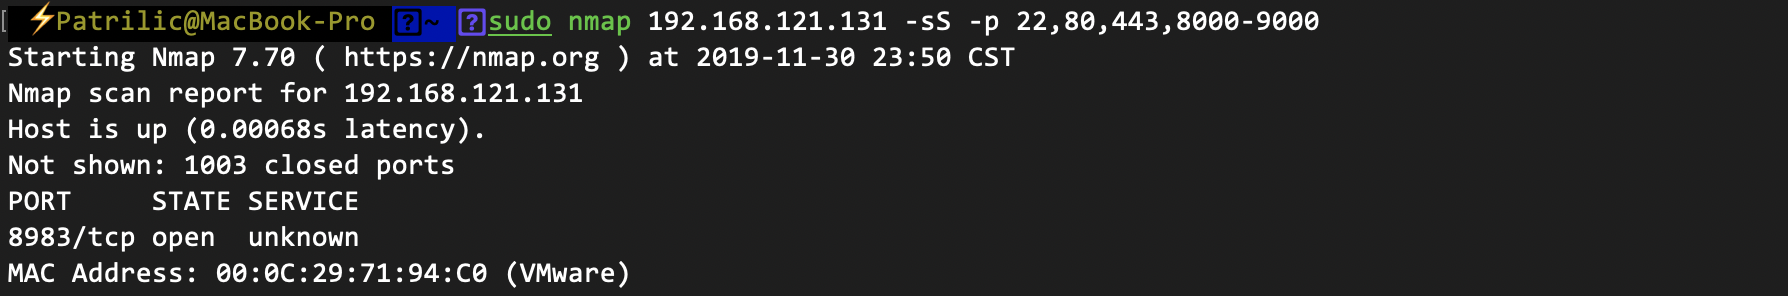 ⚡Patrilic@MacBook-Pro ? ~ ? sudo nmap 192.168.121.131 -sS -p 22,80,443,8000-9000
Starting Nmap 7.70 ( https://nmap.org ) at 2019-11-30 23:50 CST
Nmap scan report for 192.168.121.131
Host is up (0.00068s latency).
Not shown: 1003 closed ports
PORT     STATE SERVICE
8983/tcp open  unknown
MAC Address: 00:0C:29:71:94:C0 (VMware)